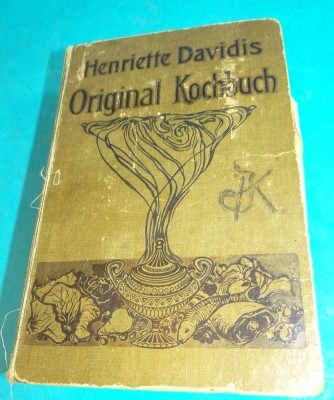 Henriette Davidis
Original Kochbuch